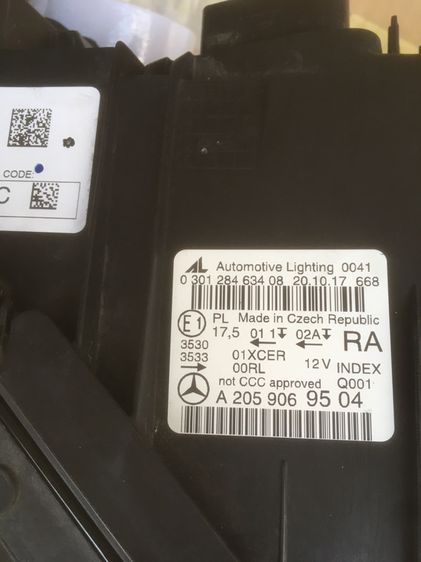 CODE:
C
AL Automotive Lighting 0041
0 301 284 634 08 20.10.17 668
E1 PL Made in Czech Republic
17,5 01 1 02A RA
3530
3533 01XCER 12V INDEX
00RL Q001
not CCC approved
A 205 906 95 04